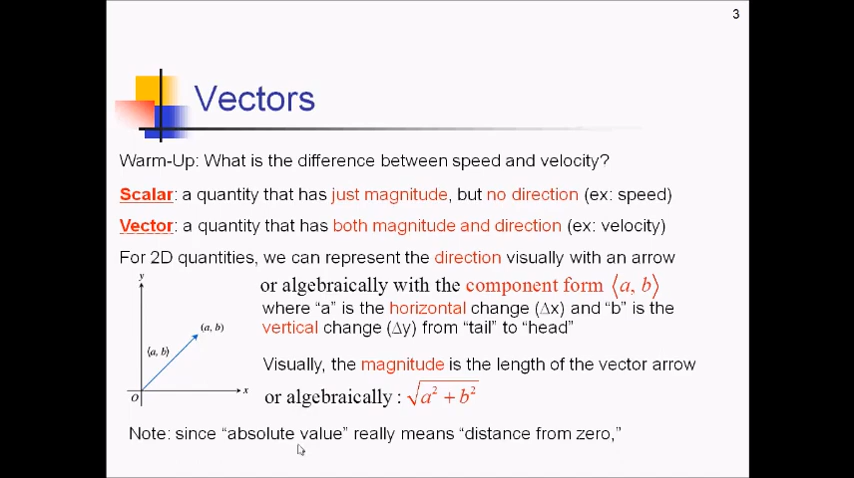 3
Vectors
Warm-Up: What is the difference between speed and velocity?
Scalar: a quantity that has just magnitude, but no direction (ex: speed)
Vector: a quantity that has both magnitude and direction (ex: velocity)
For 2D quantities, we can represent the direction visually with an arrow
or algebraically with the component form ⟨a, b⟩
where “a” is the horizontal change (∆x) and “b” is the
vertical change (∆y) from “tail” to “head”
y
(a, b)
⟨a, b⟩
O
x
Visually, the magnitude is the length of the vector arrow
or algebraically : √(a² + b²)
Note: since “absolute value” really means “distance from zero,”